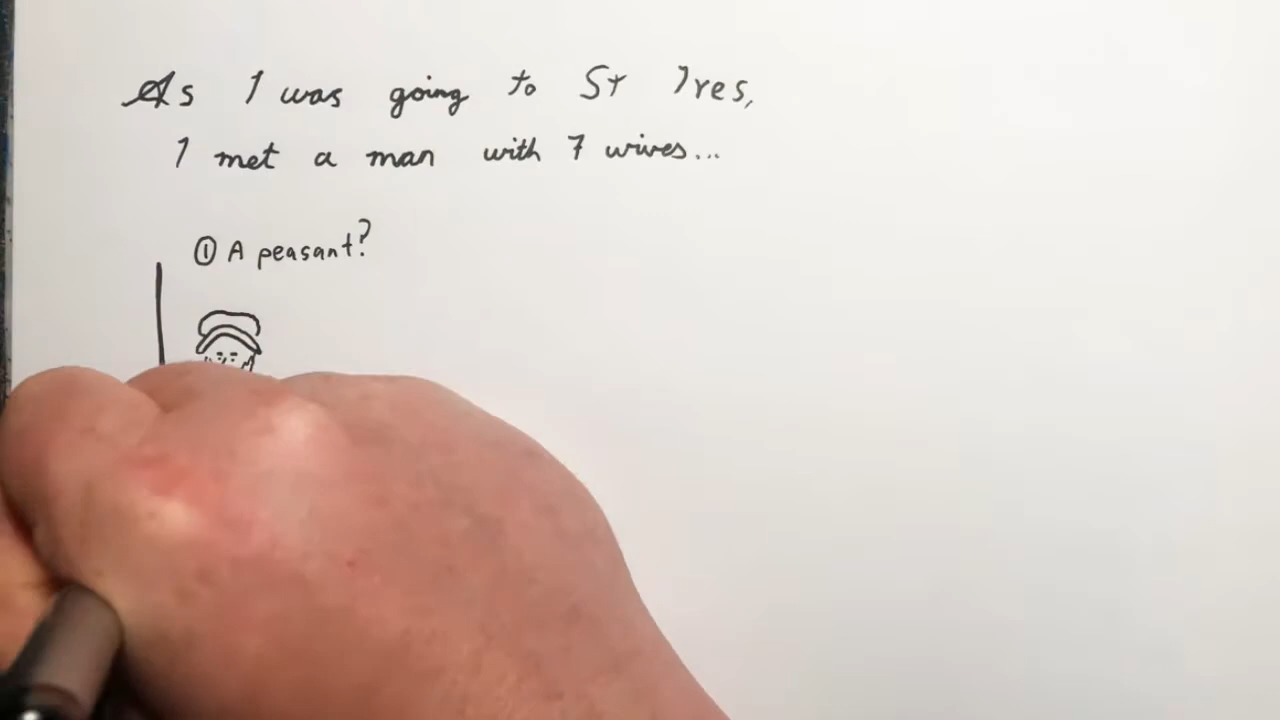 As I was going to St Ives,
I met a man with 7 wives...
① A peasant?